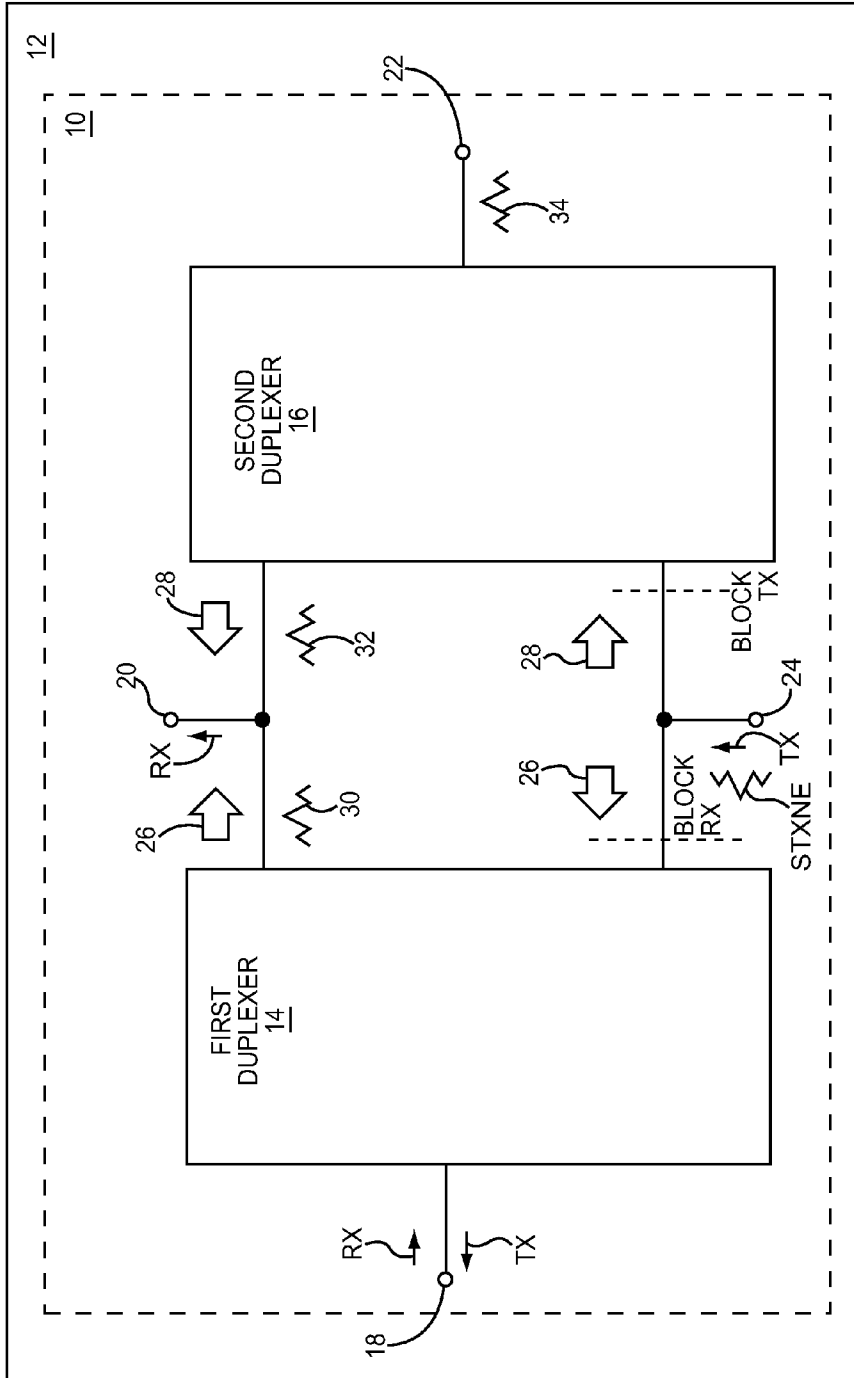 12
10
22
34
SECOND
DUPLEXER
16
28
32
20
RX
26
30
28
BLOCK
TX
24
TX
26
BLOCK
RX
STXNE
FIRST
DUPLEXER
14
RX
TX
18